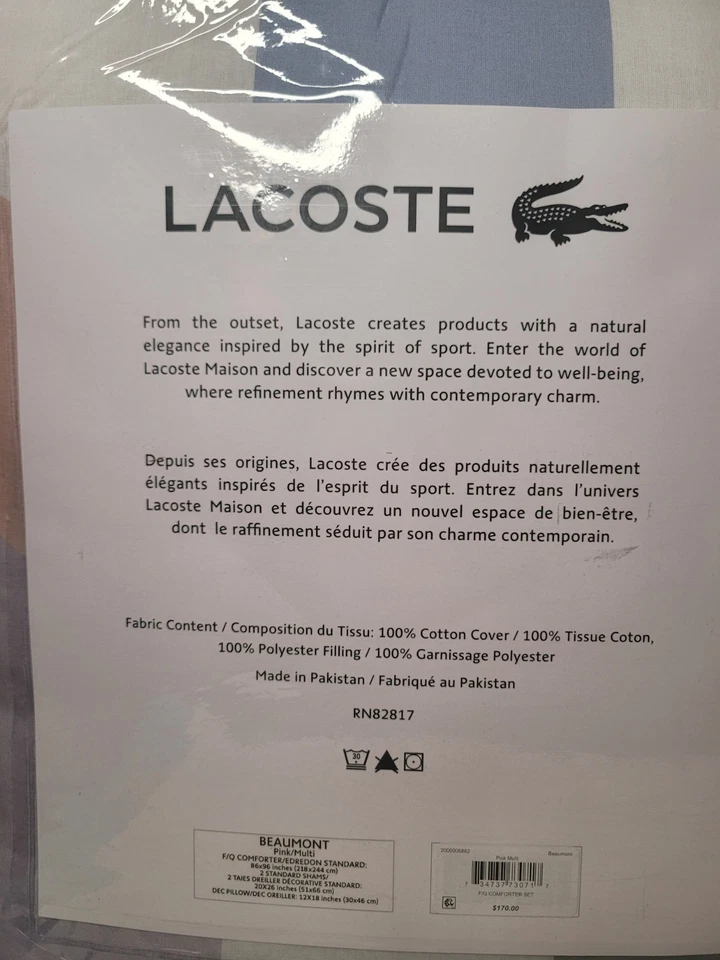 LACOSTE
From the outset, Lacoste creates products with a natural
elegance inspired by the spirit of sport. Enter the world of
Lacoste Maison and discover a new space devoted to well-being,
where refinement rhymes with contemporary charm.
Depuis ses origines, Lacoste crée des produits naturellement
élégants inspirés de l'esprit du sport. Entrez dans l'univers
Lacoste Maison et découvrez un nouvel espace de bien-être,
dont le raffinement séduit par son charme contemporain.
Fabric Content / Composition du Tissu: 100% Cotton Cover / 100% Tissue Coton,
100% Polyester Filling / 100% Garnissage Polyester
Made in Pakistan / Fabriqué au Pakistan
RN82817
30
BEAUMONT
Pink/Multi
F/Q COMFORTER/EDREDON STANDARD:
86x96 inches (218x244 cm)
2 STANDARD SHAMS/
2 TAIES DREILLER DÉCORATIVE STANDARD:
20X26 inches (51x66 cm)
DEC PILLOW/DEC OREILLER: 12X18 inches (30x46 cm)
Beaumont
Pink Multi
7 34737 73071 7
F/Q COMFORTER SET
$170.00